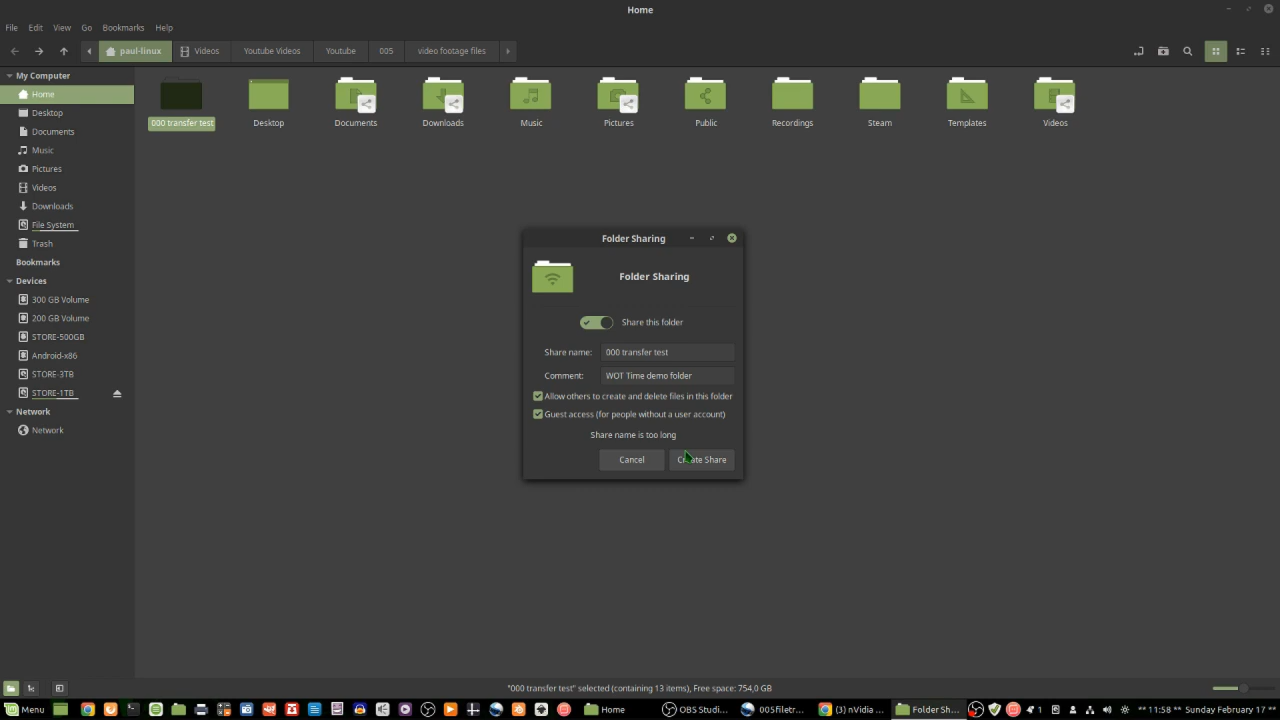 Home
File Edit View Go Bookmarks Help
paul-linux Videos Youtube Videos Youtube 005 video footage files
My Computer
Home
Desktop
Documents
Music
Pictures
Videos
Downloads
File System
Trash
Bookmarks
Devices
300 GB Volume
200 GB Volume
STORE-500GB
Android-x86
STORE-3TB
STORE-1TB
Network
Network
000 transfer test Desktop Documents Downloads Music Pictures Public Recordings Steam Templates Videos
Folder Sharing
Folder Sharing
Share this folder
Share name: 000 transfer test
Comment: WOT Time demo folder
Allow others to create and delete files in this folder
Guest access (for people without a user account)
Share name is too long
Cancel Create Share
"000 transfer test" selected (containing 13 items), Free space: 754,0 GB
Menu Home OBS Studi... 005filetr... (3) nVidia ... Folder Sh... 1 ** 11:58 ** Sunday February 17 **